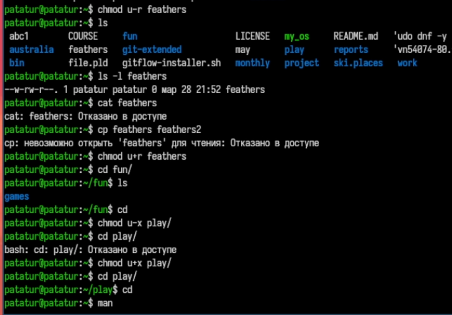 patatur@patatur:~$ chmod u-r feathers
patatur@patatur:~$ ls
abc1 COURSE fun LICENSE my_os README.md 'udo dnf -y
australia feathers git-extended may play reports 'vn54074-80.
bin file.pld gitflow-installer.sh monthly project ski.places work
patatur@patatur:~$ ls -l feathers
--w-rw-r--. 1 patatur patatur 0 мар 28 21:52 feathers
patatur@patatur:~$ cat feathers
cat: feathers: Отказано в доступе
patatur@patatur:~$ cp feathers feathers2
cp: невозможно открыть 'feathers' для чтения: Отказано в доступе
patatur@patatur:~$ chmod u+r feathers
patatur@patatur:~$ cd fun/
patatur@patatur:~/fun$ ls
games
patatur@patatur:~/fun$ cd
patatur@patatur:~$ chmod u-x play/
patatur@patatur:~$ cd play/
bash: cd: play/: Отказано в доступе
patatur@patatur:~$ chmod u+x play/
patatur@patatur:~$ cd play/
patatur@patatur:~/play$ cd
patatur@patatur:~$ man